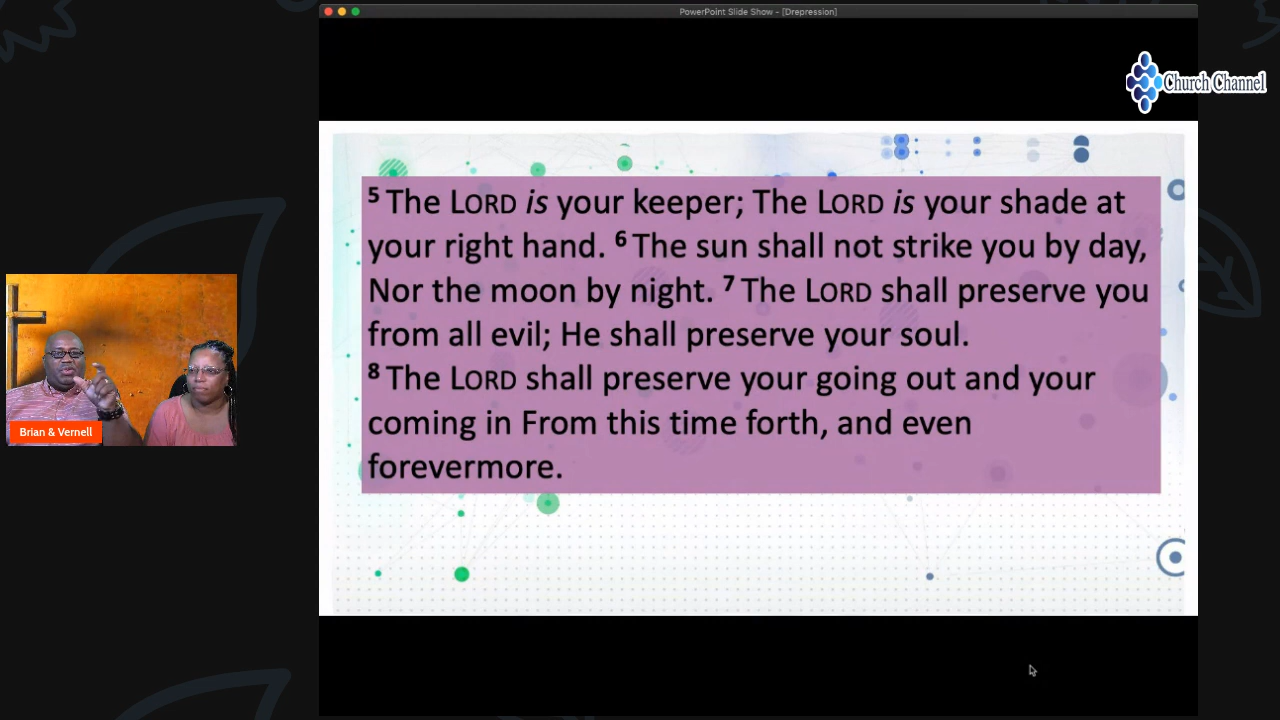 PowerPoint Slide Show - [Drepression]
Church Channel
5 The LORD is your keeper; The LORD is your shade at
your right hand. 6 The sun shall not strike you by day,
Nor the moon by night. 7 The LORD shall preserve you
from all evil; He shall preserve your soul.
8 The LORD shall preserve your going out and your
coming in From this time forth, and even
forevermore.
Brian & Vernell